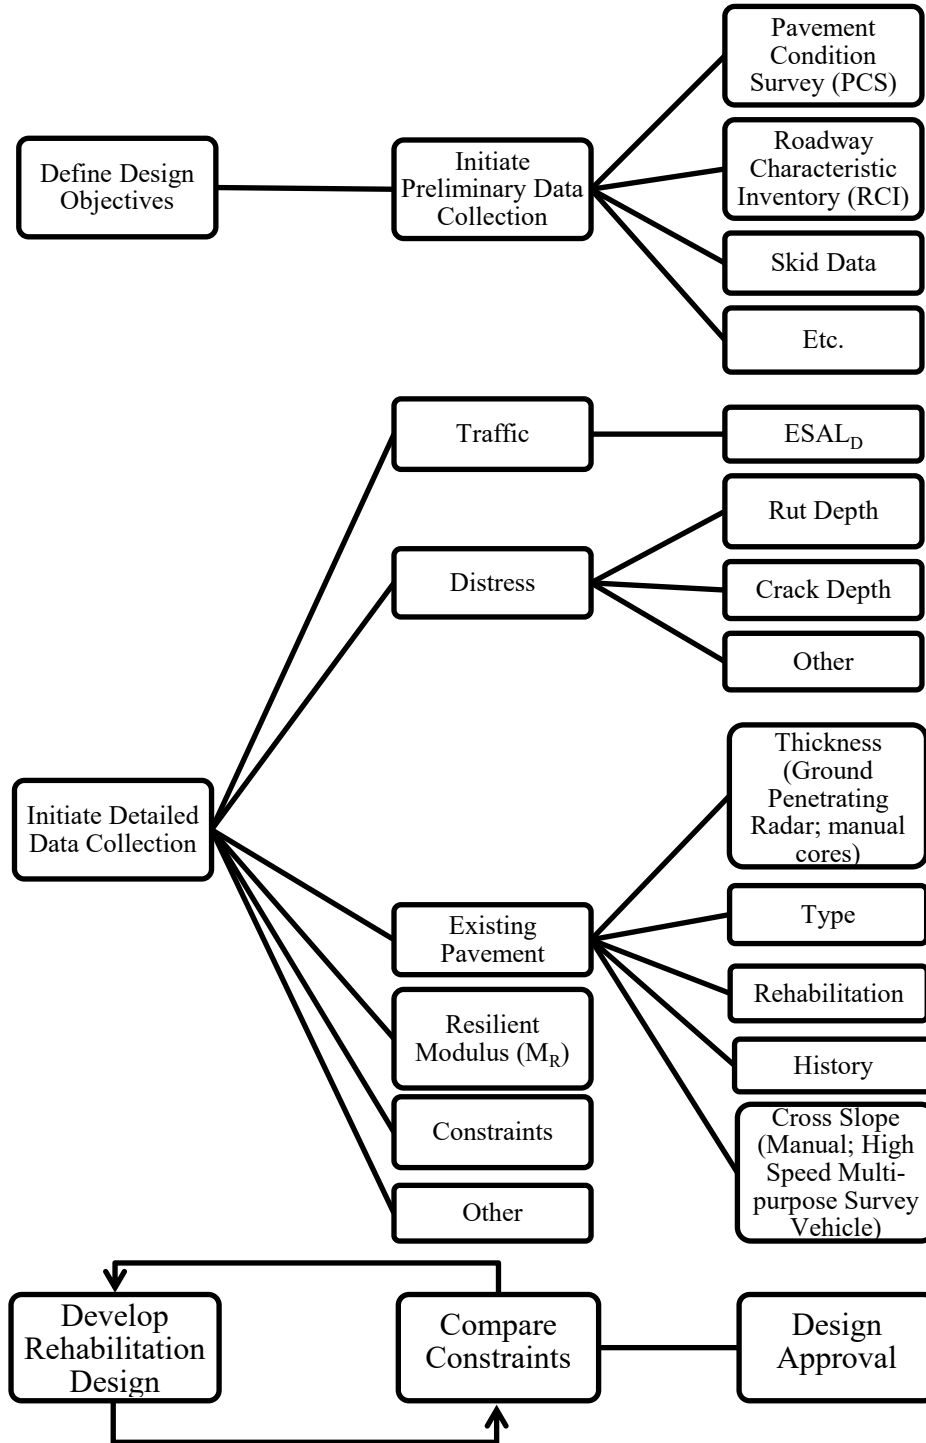 Define Design
Objectives
Initiate
Preliminary Data
Collection
Pavement
Condition
Survey (PCS)
Roadway
Characteristic
Inventory (RCI)
Skid Data
Etc.
Initiate Detailed
Data Collection
Traffic
ESAL_D
Distress
Rut Depth
Crack Depth
Other
Existing
Pavement
Thickness
(Ground
Penetrating
Radar; manual
cores)
Type
Rehabilitation
History
Cross Slope
(Manual; High
Speed Multi-
purpose Survey
Vehicle)
Resilient
Modulus (M_R)
Constraints
Other
Develop
Rehabilitation
Design
Compare
Constraints
Design
Approval